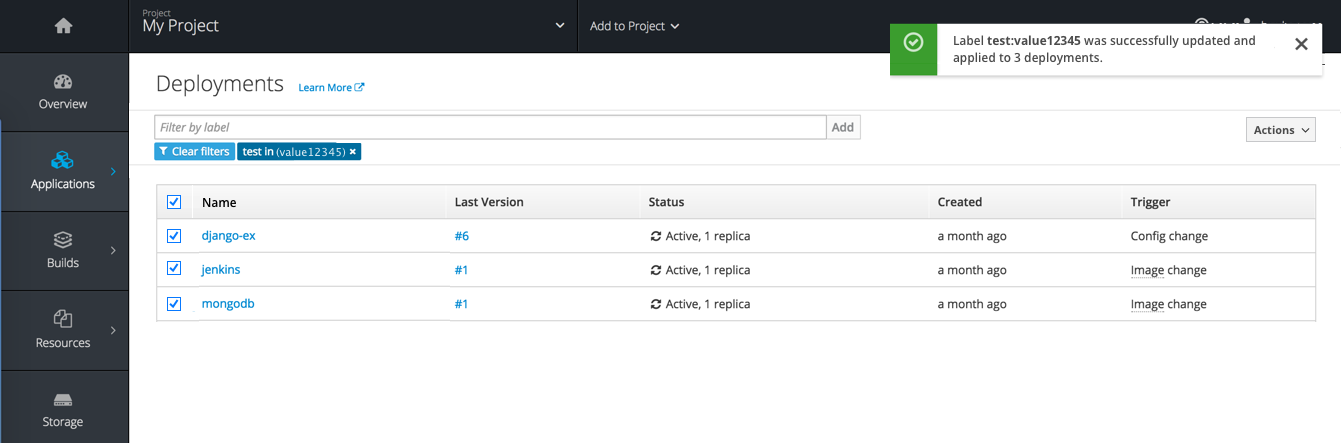 Project
My Project
Add to Project
Label test:value12345 was successfully updated and
applied to 3 deployments.
Overview
Applications
Builds
Resources
Storage
Deployments Learn More
Filter by label Add
Actions
Clear filters test in (value12345) ×
Name Last Version Status Created Trigger
django-ex #6 Active, 1 replica a month ago Config change
jenkins #1 Active, 1 replica a month ago Image change
mongodb #1 Active, 1 replica a month ago Image change